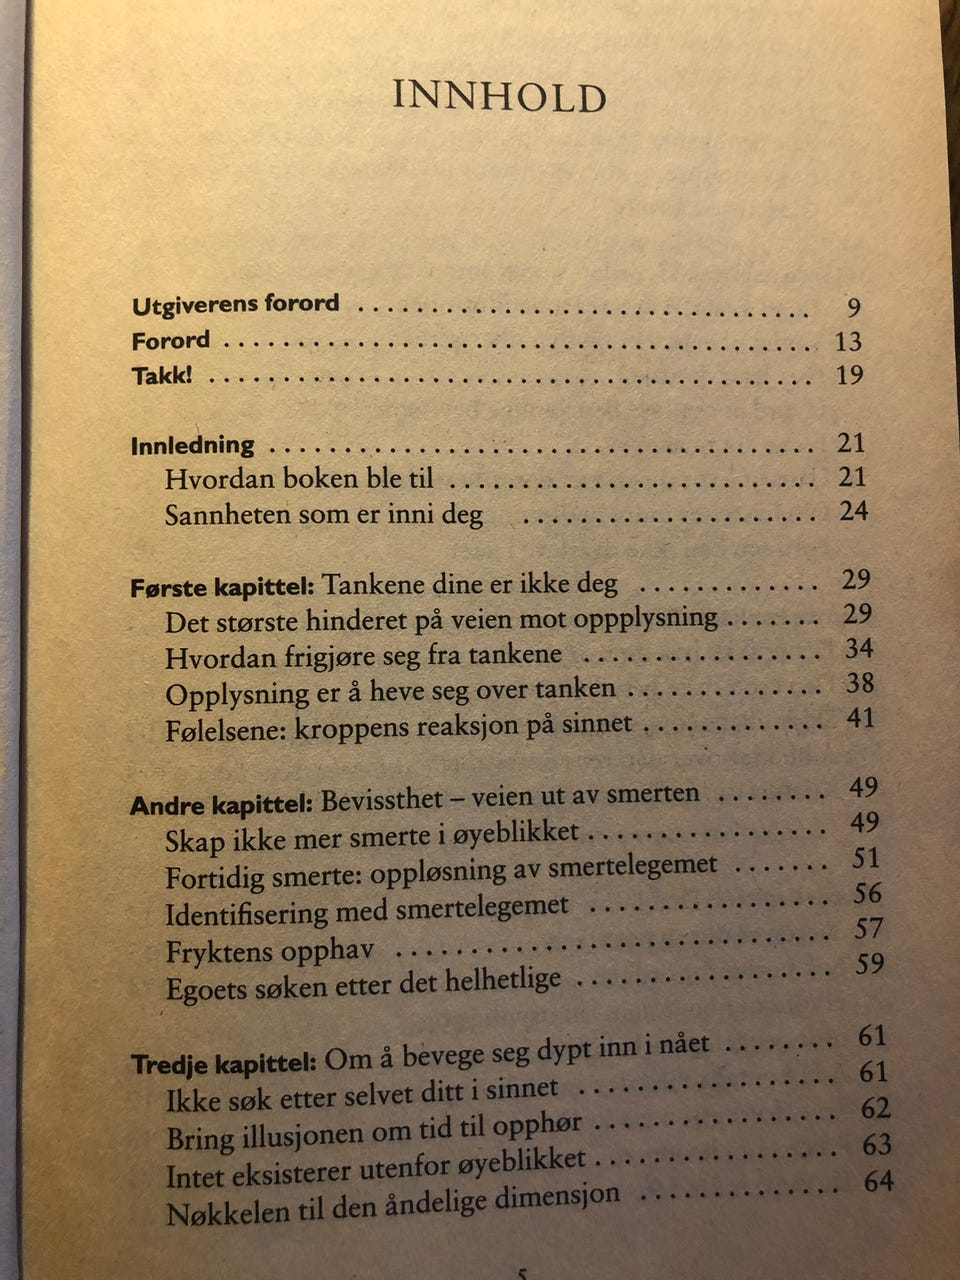 INNHOLD
Utgiverens forord ................................ 9
Forord ......................................... 13
Takk! .......................................... 19
Innledning ...................................... 21
Hvordan boken ble til .......................... 21
Sannheten som er inni deg ..................... 24
Første kapittel: Tankene dine er ikke deg ............. 29
Det største hinderet på veien mot oppplysning ....... 29
Hvordan frigjøre seg fra tankene ................. 34
Opplysning er å heve seg over tanken .............. 38
Følelsene: kroppens reaksjon på sinnet ............. 41
Andre kapittel: Bevissthet – veien ut av smerten ........ 49
Skap ikke mer smerte i øyeblikket ................. 49
Fortidig smerte: oppløsning av smertelegemet ....... 51
Identifisering med smertelegemet ................. 56
Fryktens opphav .............................. 57
Egoets søken etter det helhetlige .................. 59
Tredje kapittel: Om å bevege seg dypt inn i nået ........ 61
Ikke søk etter selvet ditt i sinnet .................. 61
Bring illusjonen om tid til opphør ................. 62
Intet eksisterer utenfor øyeblikket ................. 63
Nøkkelen til den åndelige dimensjon .............. 64
5